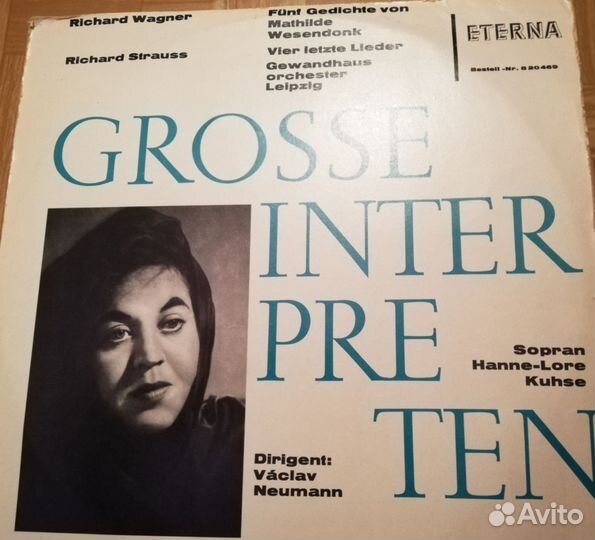 Richard Wagner
Fünf Gedichte von
Mathilde
Wesendonk
Richard Strauss
Vier letzte Lieder
Gewandhaus
orchester
Leipzig
ETERNA
Bestell-Nr. 820469
GROSSE
INTER
PRE
TEN
Sopran
Hanne-Lore
Kuhse
Dirigent:
Václav
Neumann
Avito